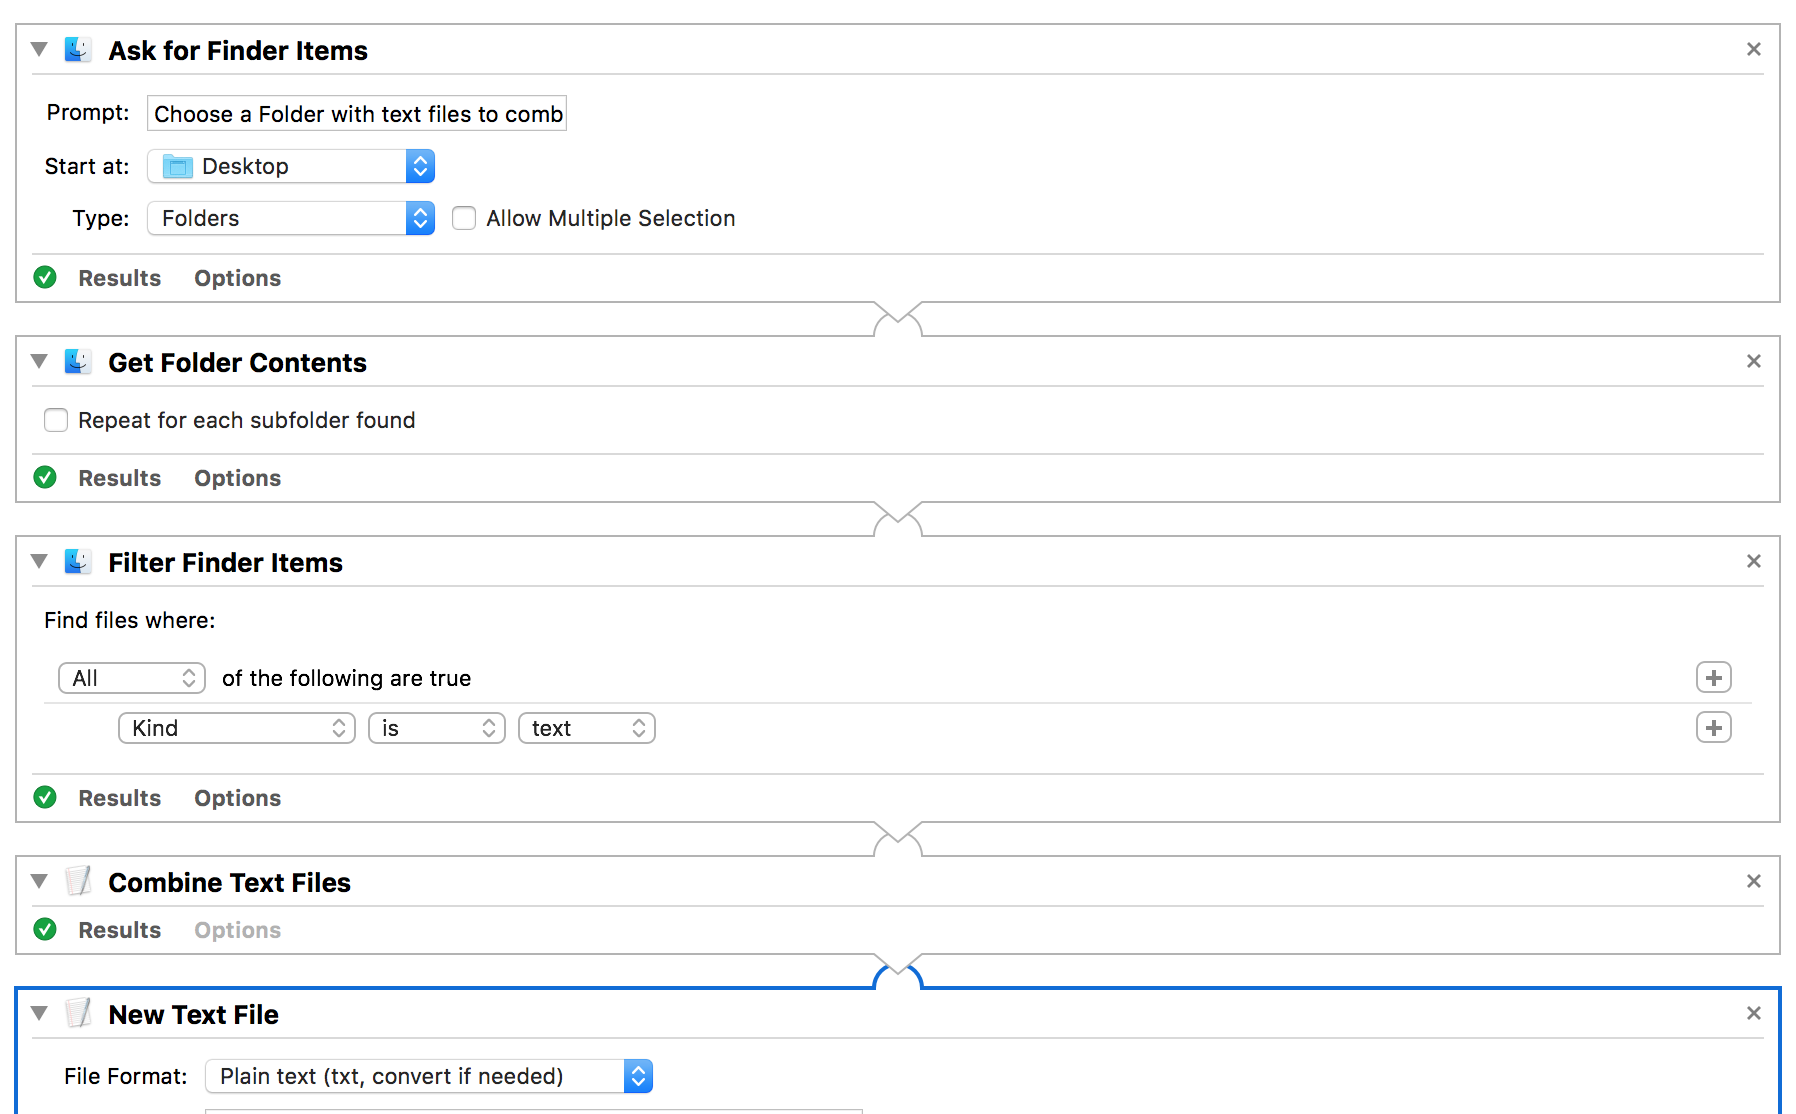 Ask for Finder Items
Prompt: Choose a Folder with text files to comb
Start at: Desktop
Type: Folders Allow Multiple Selection
Results Options
Get Folder Contents
Repeat for each subfolder found
Results Options
Filter Finder Items
Find files where:
All of the following are true
Kind is text
Results Options
Combine Text Files
Results Options
New Text File
File Format: Plain text (txt, convert if needed)